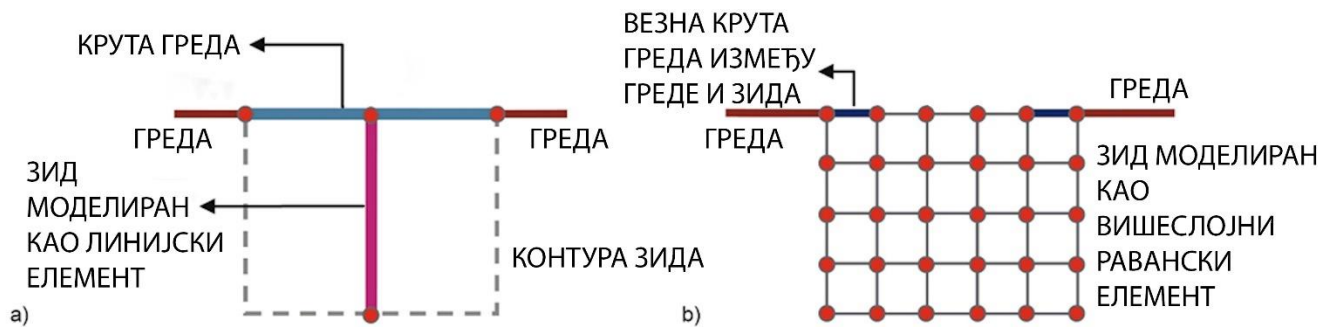 a)
КРУТА ГРЕДА
ГРЕДА
ГРЕДА
ЗИД
МОДЕЛИРАН
КАО ЛИНИЈСКИ
ЕЛЕМЕНТ
КОНТУРА ЗИДА
b)
ВЕЗНА КРУТА
ГРЕДА ИЗМЕЂУ
ГРЕДЕ И ЗИДА
ГРЕДА
ГРЕДА
ЗИД МОДЕЛИРАН
КАО
ВИШЕСЛОЈНИ
РАВАНСКИ
ЕЛЕМЕНТ